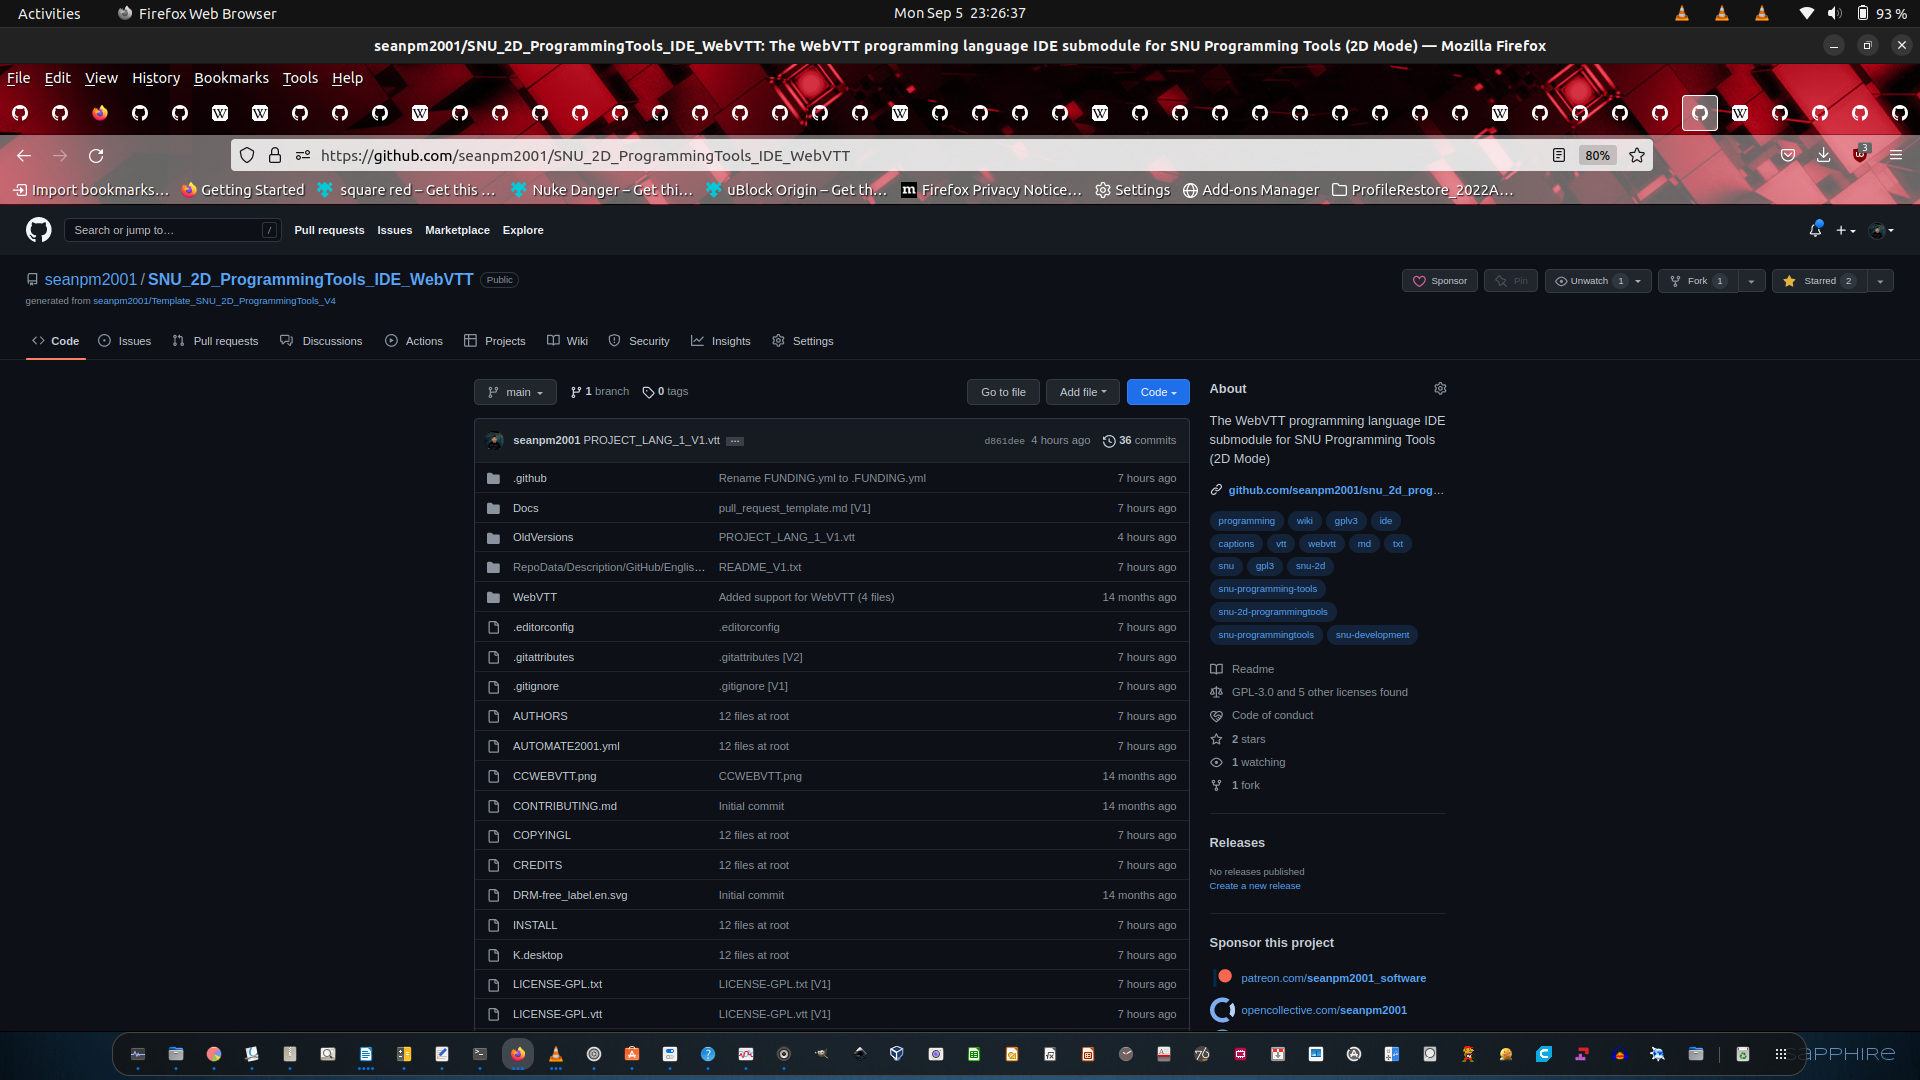 Activities
Firefox Web Browser
Mon Sep 5 23:26:37
93 %
seanpm2001/SNU_2D_ProgrammingTools_IDE_WebVTT: The WebVTT programming language IDE submodule for SNU Programming Tools (2D Mode) — Mozilla Firefox
File Edit View History Bookmarks Tools Help
https://github.com/seanpm2001/SNU_2D_ProgrammingTools_IDE_WebVTT
80%
3
Import bookmarks… Getting Started square red – Get this … Nuke Danger – Get thi… uBlock Origin – Get th… Firefox Privacy Notice… Settings Add-ons Manager ProfileRestore_2022A…
Search or jump to… /
Pull requests Issues Marketplace Explore
seanpm2001 / SNU_2D_ProgrammingTools_IDE_WebVTT Public
generated from seanpm2001/Template_SNU_2D_ProgrammingTools_V4
Sponsor Pin Unwatch 1 Fork 1 Starred 2
Code Issues Pull requests Discussions Actions Projects Wiki Security Insights Settings
main 1 branch 0 tags
Go to file Add file Code
seanpm2001 PROJECT_LANG_1_V1.vtt ... d861dee 4 hours ago 36 commits
.github Rename FUNDING.yml to .FUNDING.yml 7 hours ago
Docs pull_request_template.md [V1] 7 hours ago
OldVersions PROJECT_LANG_1_V1.vtt 4 hours ago
RepoData/Description/GitHub/Englis… README_V1.txt 7 hours ago
WebVTT Added support for WebVTT (4 files) 14 months ago
.editorconfig .editorconfig 7 hours ago
.gitattributes .gitattributes [V2] 7 hours ago
.gitignore .gitignore [V1] 7 hours ago
AUTHORS 12 files at root 7 hours ago
AUTOMATE2001.yml 12 files at root 7 hours ago
CCWEBVTT.png CCWEBVTT.png 14 months ago
CONTRIBUTING.md Initial commit 14 months ago
COPYINGL 12 files at root 7 hours ago
CREDITS 12 files at root 7 hours ago
DRM-free_label.en.svg Initial commit 14 months ago
INSTALL 12 files at root 7 hours ago
K.desktop 12 files at root 7 hours ago
LICENSE-GPL.txt LICENSE-GPL.txt [V1] 7 hours ago
LICENSE-GPL.vtt LICENSE-GPL.vtt [V1] 7 hours ago
About
The WebVTT programming language IDE
submodule for SNU Programming Tools
(2D Mode)
github.com/seanpm2001/snu_2d_prog…
programming wiki gplv3 ide
captions vtt webvtt md txt
snu gpl3 snu-2d
snu-programming-tools
snu-2d-programmingtools
snu-programmingtools snu-development
Readme
GPL-3.0 and 5 other licenses found
Code of conduct
2 stars
1 watching
1 fork
Releases
No releases published
Create a new release
Sponsor this project
patreon.com/seanpm2001_software
opencollective.com/seanpm2001
SAPPHIRE